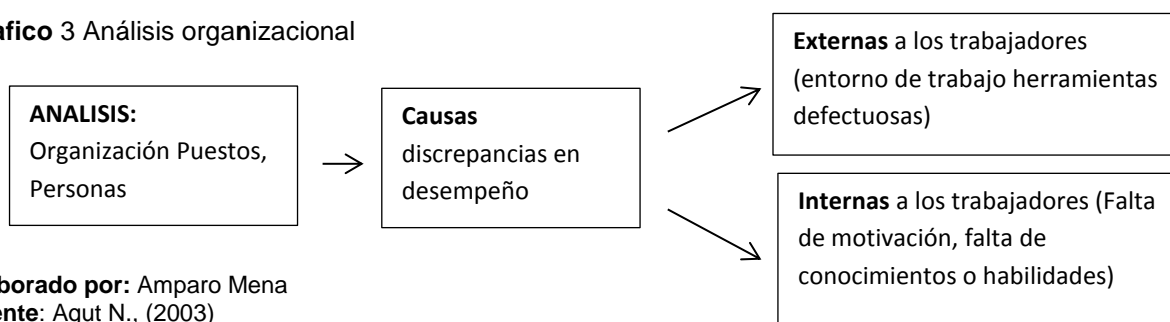 afico 3 Análisis organizacional
ANALISIS:
Organización Puestos,
Personas
Causas
discrepancias en
desempeño
Externas a los trabajadores
(entorno de trabajo herramientas
defectuosas)
Internas a los trabajadores (Falta
de motivación, falta de
conocimientos o habilidades)
borado por: Amparo Mena
ente: Agut N., (2003)